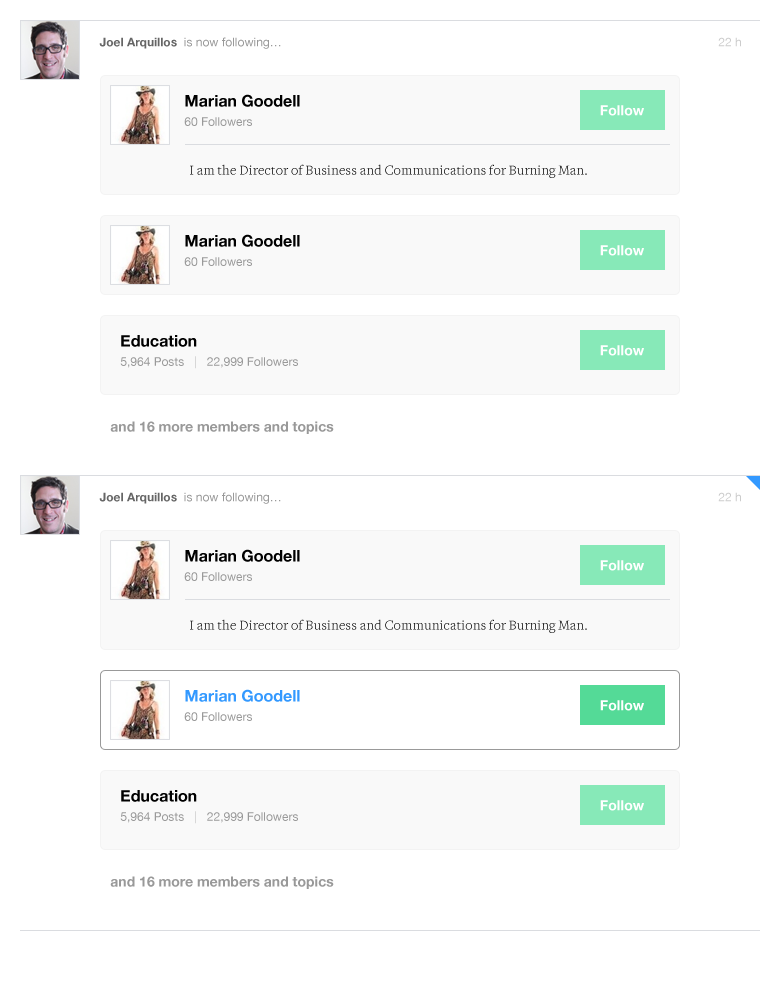 Joel Arquillos is now following... 22 h
Marian Goodell
60 Followers
Follow
I am the Director of Business and Communications for Burning Man.
Marian Goodell
60 Followers
Follow
Education
5,964 Posts | 22,999 Followers
Follow
and 16 more members and topics
Joel Arquillos is now following... 22 h
Marian Goodell
60 Followers
Follow
I am the Director of Business and Communications for Burning Man.
Marian Goodell
60 Followers
Follow
Education
5,964 Posts | 22,999 Followers
Follow
and 16 more members and topics